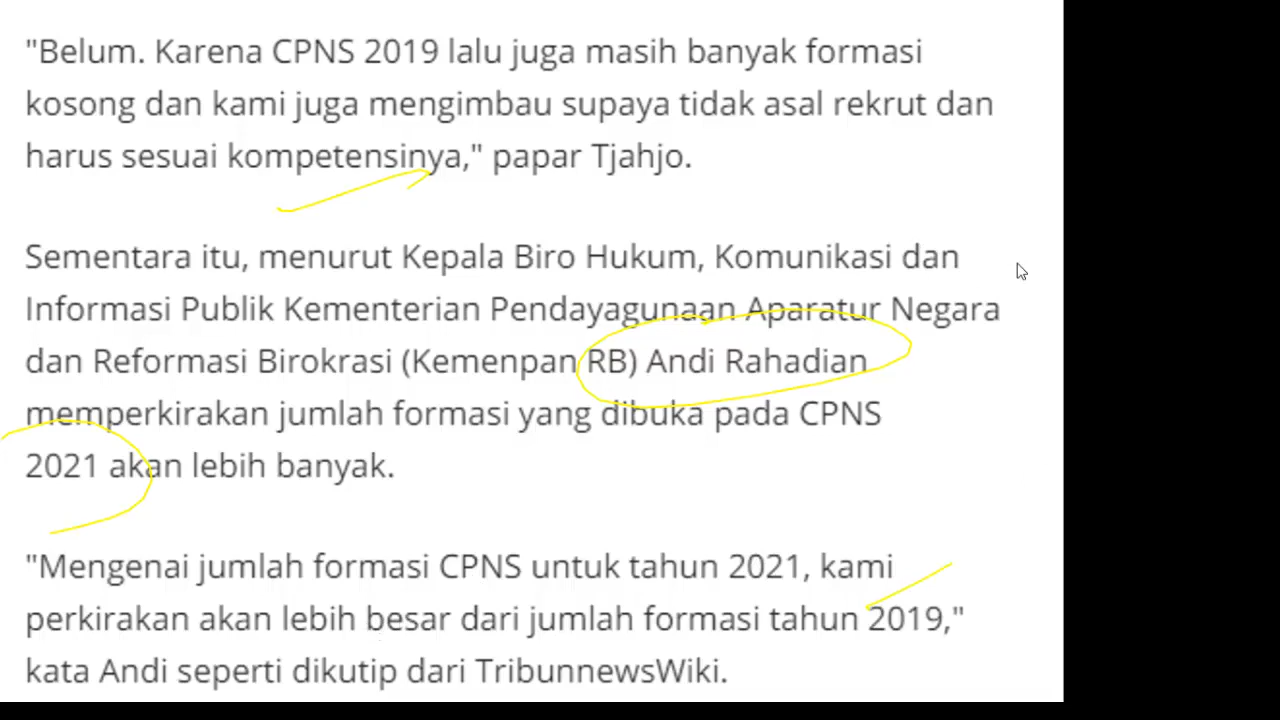 "Belum. Karena CPNS 2019 lalu juga masih banyak formasi
kosong dan kami juga mengimbau supaya tidak asal rekrut dan
harus sesuai kompetensinya," papar Tjahjo.
Sementara itu, menurut Kepala Biro Hukum, Komunikasi dan
Informasi Publik Kementerian Pendayagunaan Aparatur Negara
dan Reformasi Birokrasi (Kemenpan RB) Andi Rahadian
memperkirakan jumlah formasi yang dibuka pada CPNS
2021 akan lebih banyak.
"Mengenai jumlah formasi CPNS untuk tahun 2021, kami
perkirakan akan lebih besar dari jumlah formasi tahun 2019,"
kata Andi seperti dikutip dari TribunnewsWiki.